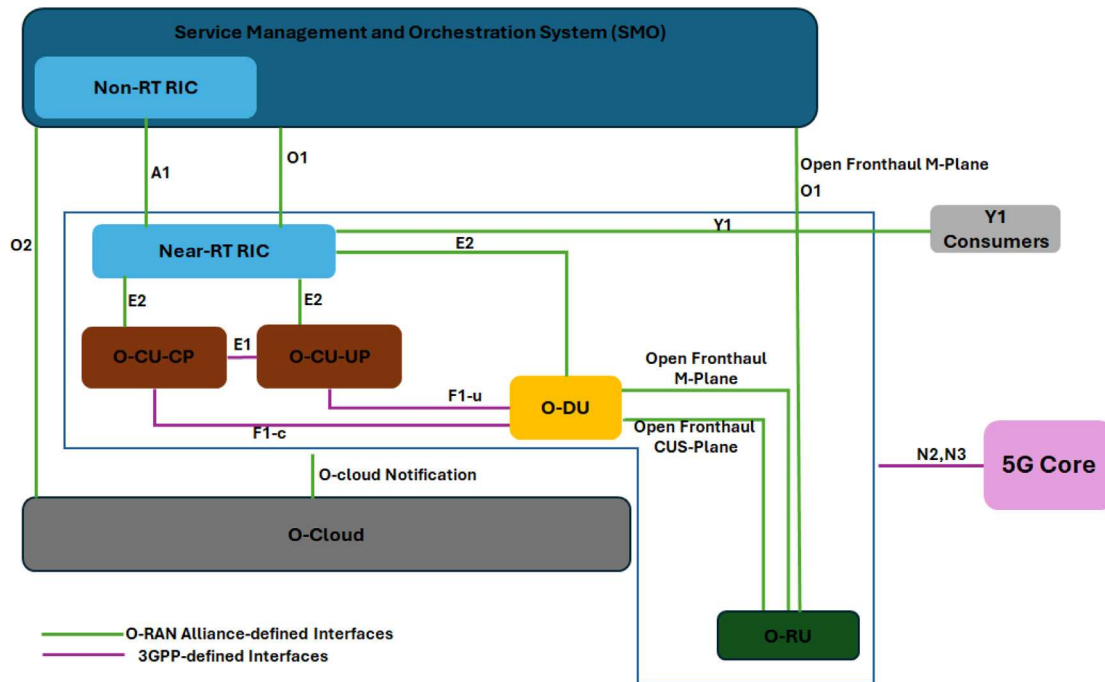 Service Management and Orchestration System (SMO)
Non-RT RIC
A1
O1
Open Fronthaul M-Plane
O1
O2
Y1
Y1
Consumers
Near-RT RIC
E2
E2
E2
O-CU-CP
E1
O-CU-UP
Open Fronthaul
M-Plane
F1-u
O-DU
F1-c
Open Fronthaul
CUS-Plane
N2,N3
5G Core
O-cloud Notification
O-Cloud
O-RAN Alliance-defined Interfaces
3GPP-defined Interfaces
O-RU